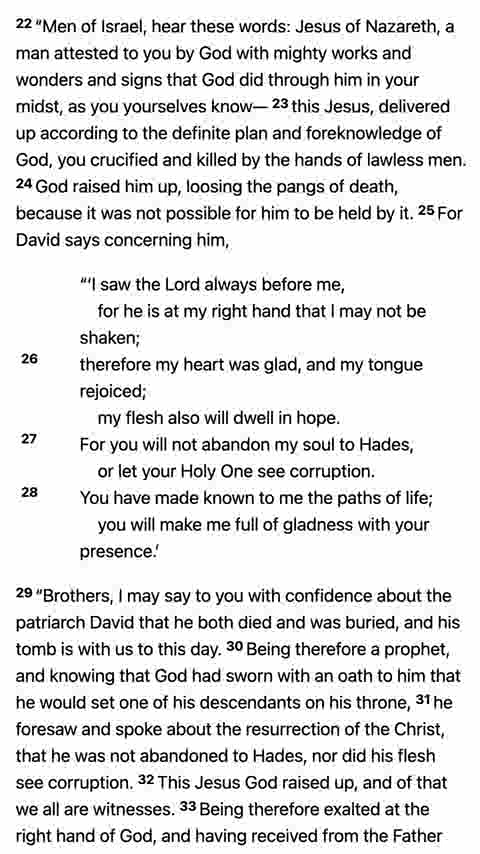 22 “Men of Israel, hear these words: Jesus of Nazareth, a
man attested to you by God with mighty works and
wonders and signs that God did through him in your
midst, as you yourselves know— 23 this Jesus, delivered
up according to the definite plan and foreknowledge of
God, you crucified and killed by the hands of lawless men.
24 God raised him up, loosing the pangs of death,
because it was not possible for him to be held by it. 25 For
David says concerning him,
“‘I saw the Lord always before me,
for he is at my right hand that I may not be
shaken;
26 therefore my heart was glad, and my tongue
rejoiced;
my flesh also will dwell in hope.
27 For you will not abandon my soul to Hades,
or let your Holy One see corruption.
28 You have made known to me the paths of life;
you will make me full of gladness with your
presence.’
29 “Brothers, I may say to you with confidence about the
patriarch David that he both died and was buried, and his
tomb is with us to this day. 30 Being therefore a prophet,
and knowing that God had sworn with an oath to him that
he would set one of his descendants on his throne, 31 he
foresaw and spoke about the resurrection of the Christ,
that he was not abandoned to Hades, nor did his flesh
see corruption. 32 This Jesus God raised up, and of that
we all are witnesses. 33 Being therefore exalted at the
right hand of God, and having received from the Father